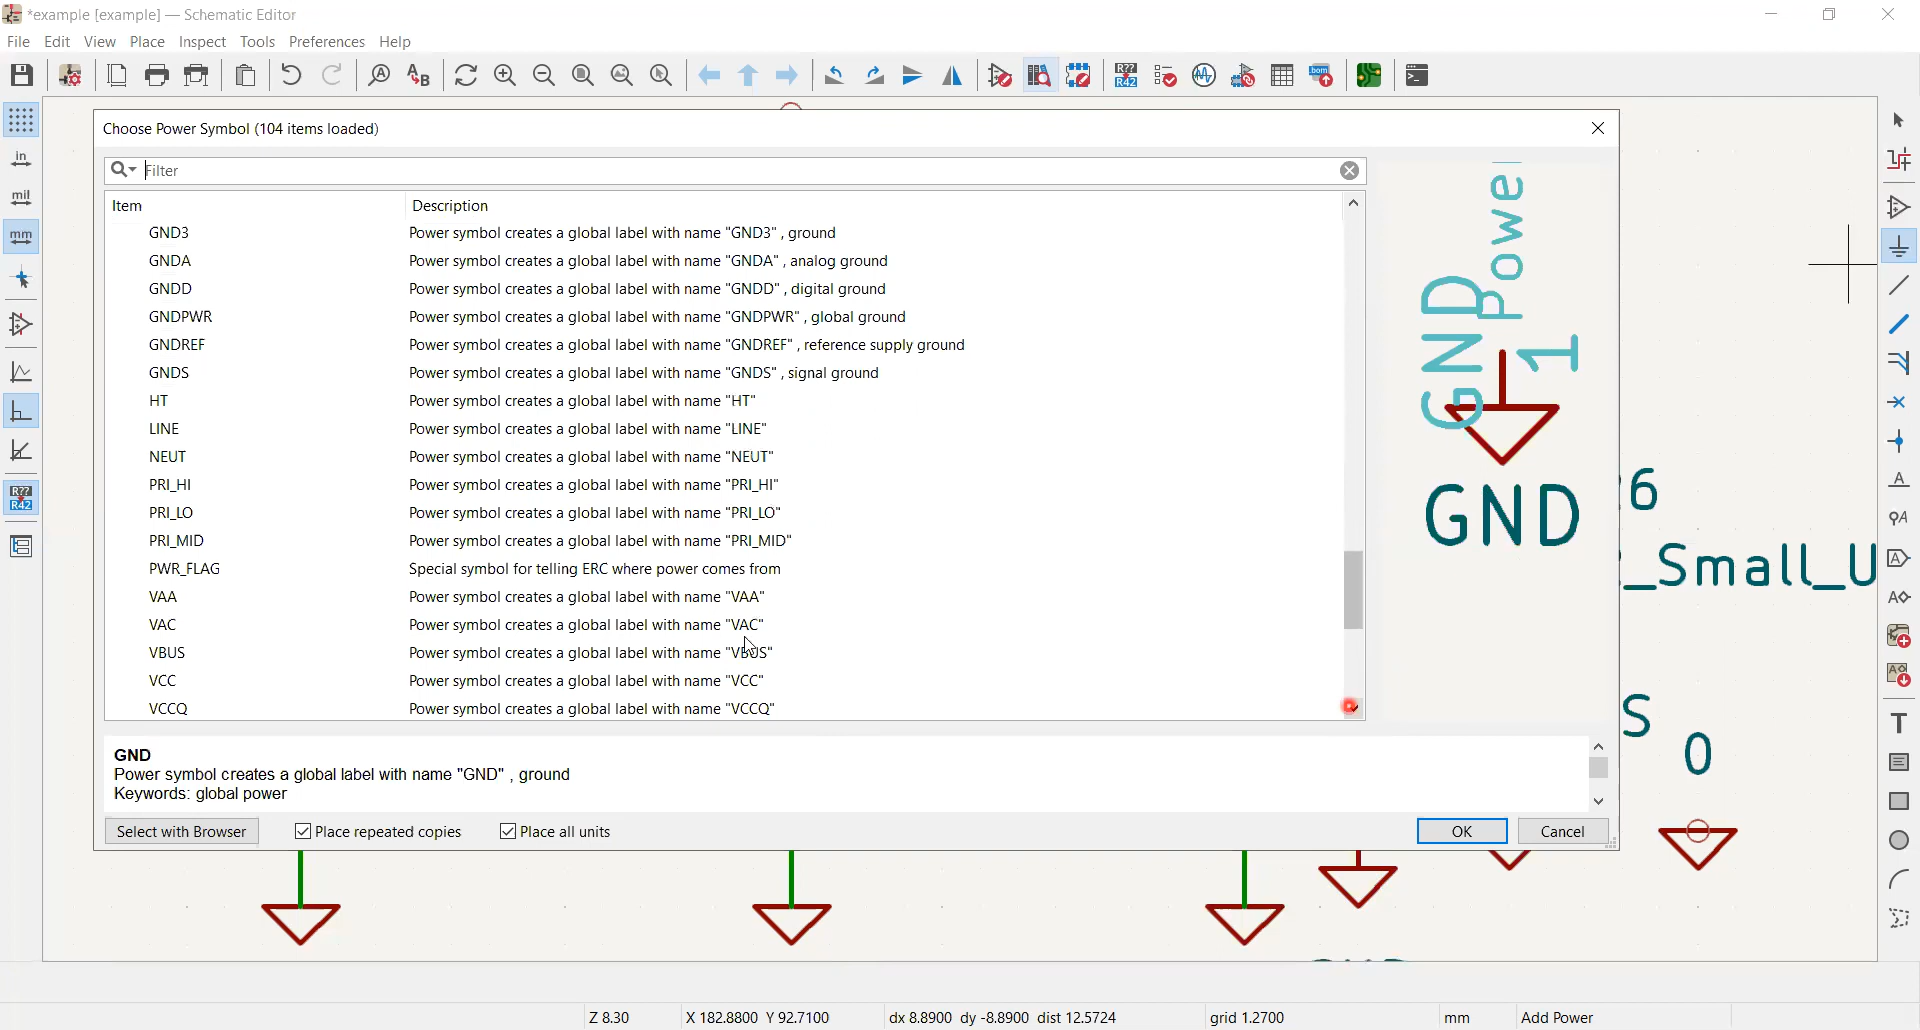 *example [example] — Schematic Editor
File Edit View Place Inspect Tools Preferences Help
Choose Power Symbol (104 items loaded)
Filter
Item Description
GND3 Power symbol creates a global label with name "GND3" , ground
GNDA Power symbol creates a global label with name "GNDA" , analog ground
GNDD Power symbol creates a global label with name "GNDD" , digital ground
GNDPWR Power symbol creates a global label with name "GNDPWR" , global ground
GNDREF Power symbol creates a global label with name "GNDREF" , reference supply ground
GNDS Power symbol creates a global label with name "GNDS" , signal ground
HT Power symbol creates a global label with name "HT"
LINE Power symbol creates a global label with name "LINE"
NEUT Power symbol creates a global label with name "NEUT"
PRI_HI Power symbol creates a global label with name "PRI_HI"
PRI_LO Power symbol creates a global label with name "PRI_LO"
PRI_MID Power symbol creates a global label with name "PRI_MID"
PWR_FLAG Special symbol for telling ERC where power comes from
VAA Power symbol creates a global label with name "VAA"
VAC Power symbol creates a global label with name "VAC"
VBUS Power symbol creates a global label with name "VBUS"
VCC Power symbol creates a global label with name "VCC"
VCCQ Power symbol creates a global label with name "VCCQ"
GND
Power
1
GND
6
_Small_U
S
0
GND
Power symbol creates a global label with name "GND" , ground
Keywords: global power
Select with Browser Place repeated copies Place all units OK Cancel
in
mil
mm
R??
R42
Z 8.30 X 182.8800 Y 92.7100 dx 8.8900 dy -8.8900 dist 12.5724 grid 1.2700 mm Add Power